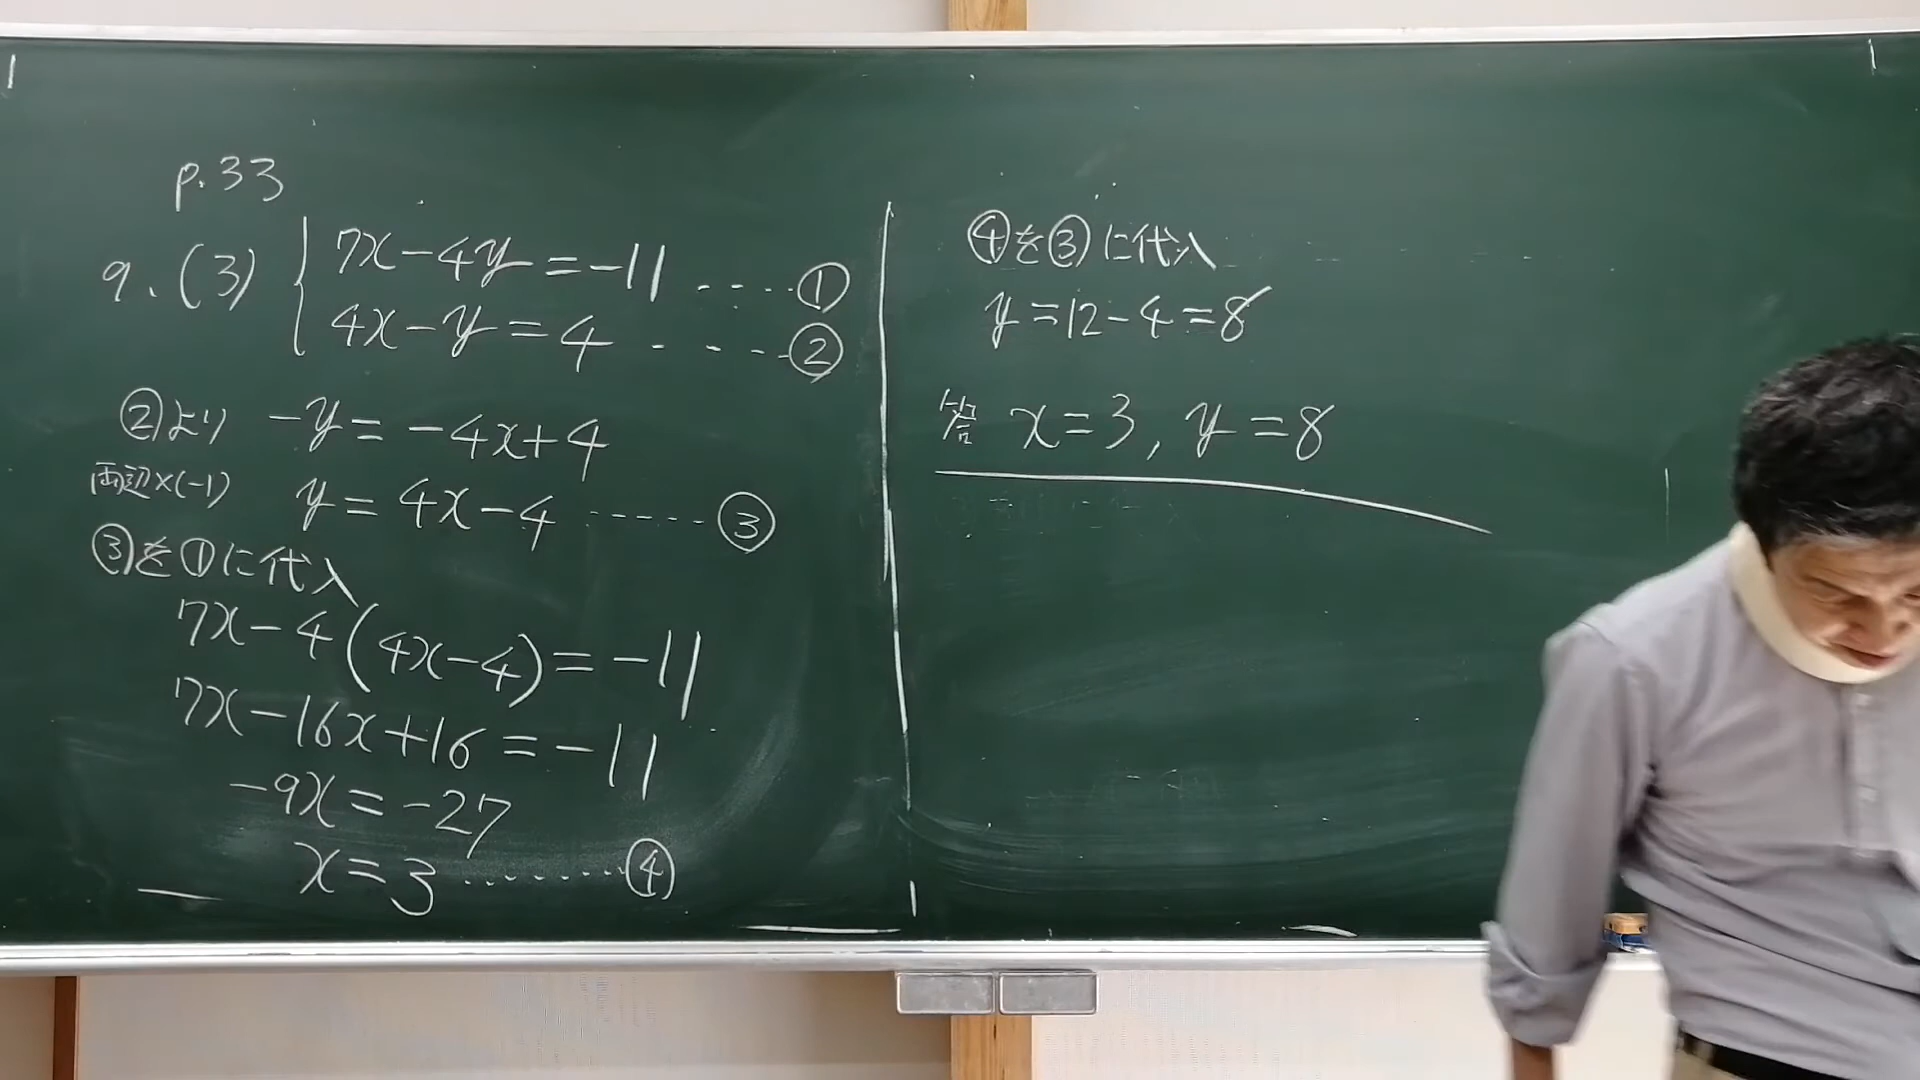 p.33
9.(3) 7x-4y=-11 ‥‥①
4x-y=4 ----②
②より -y=-4x+4
両辺×(-1) y=4x-4 ------③
③を①に代入
7x-4(4x-4)=-11
7x-16x+16=-11
-9x=-27
x=3 ‥‥‥‥④
④を③に代入
y=12-4=8
答 x=3, y=8